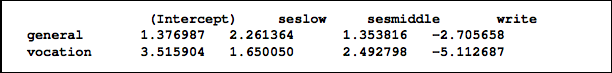 (Intercept) seslow sesmiddle write
general 1.376987 2.261364 1.353816 -2.705658
vocation 3.515904 1.650050 2.492798 -5.112687